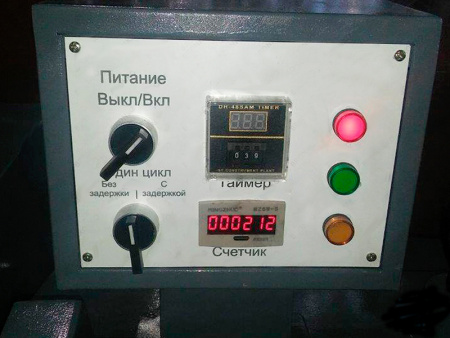 Питание
Выкл/Вкл
DH-48SAM TIMER
888
039
Один цикл
Без С
задержки задержкой
Таймер
000212
Счетчик